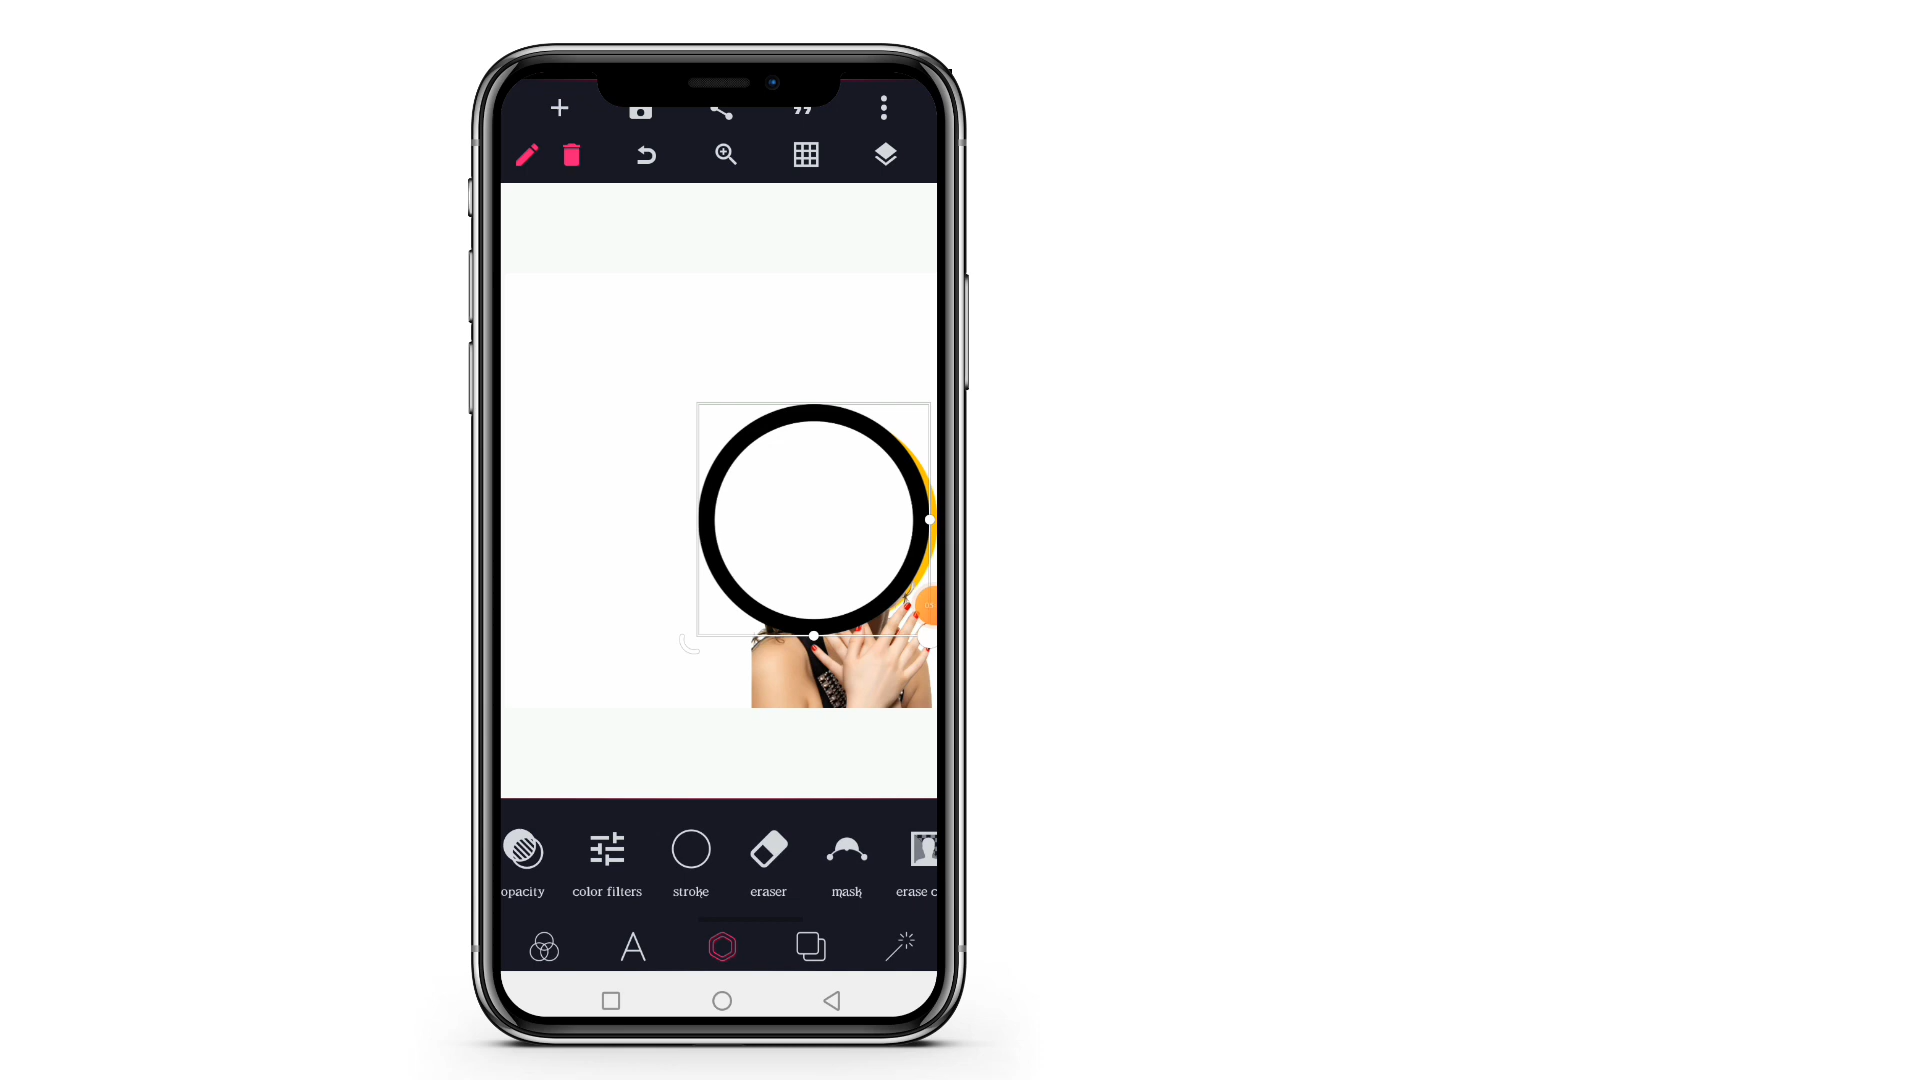 opacity
color filters
stroke
eraser
mask
erase c